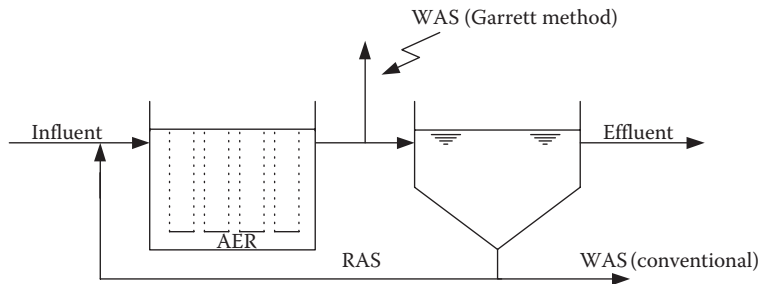 WAS (Garrett method)
Influent
Effluent
AER
RAS
WAS (conventional)